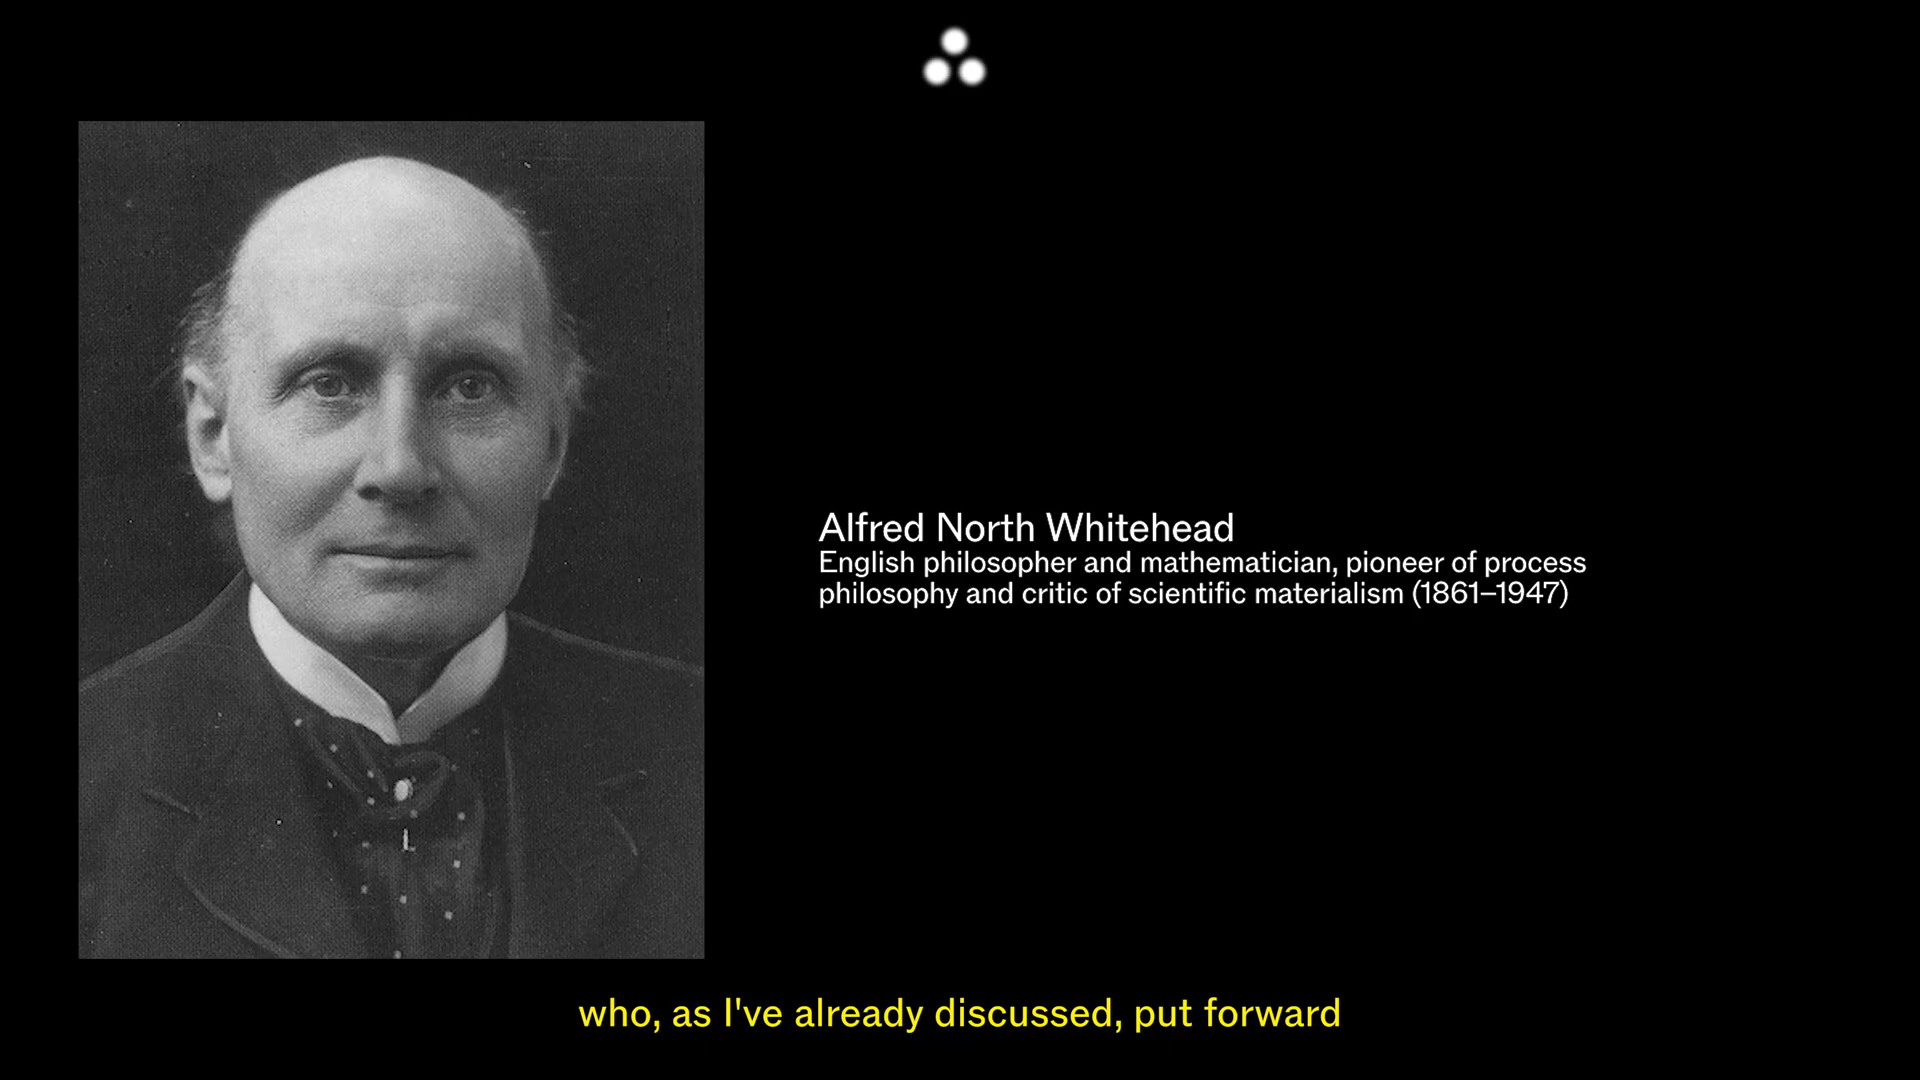 Alfred North Whitehead
English philosopher and mathematician, pioneer of process
philosophy and critic of scientific materialism (1861–1947)
who, as I've already discussed, put forward